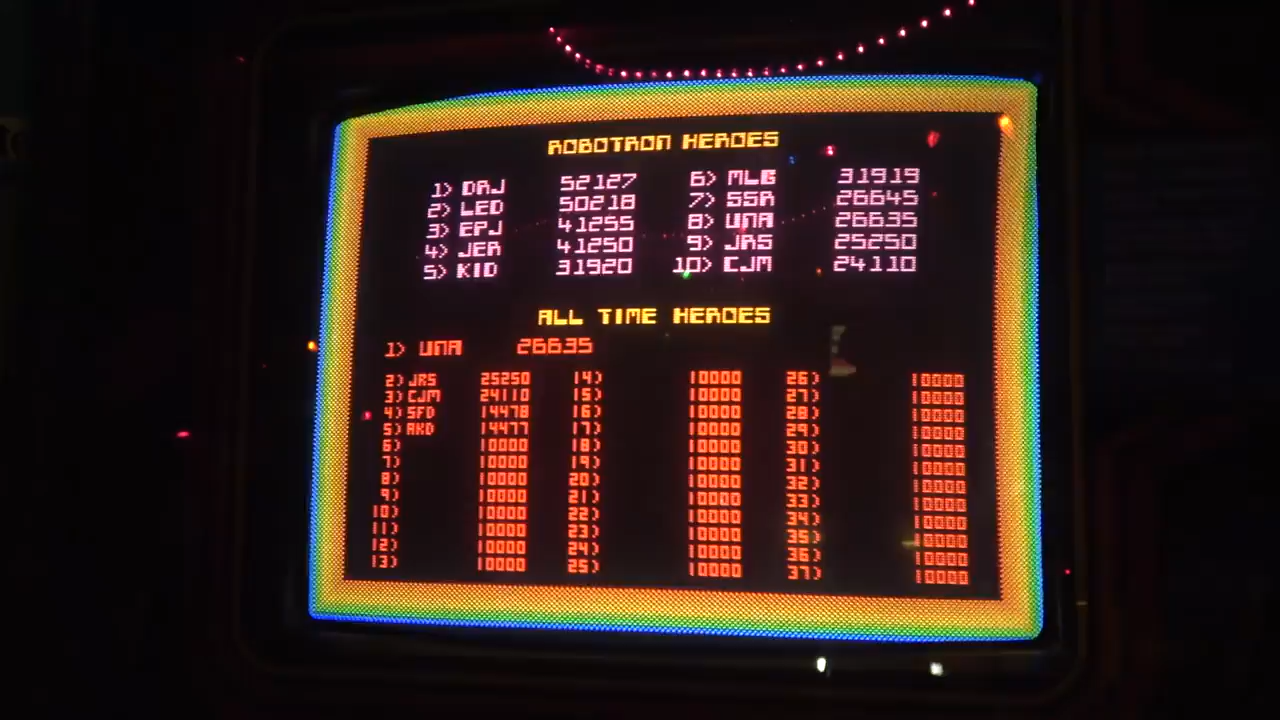 ROBOTRON HEROES
1) DRJ 52127 6) MLG 31919
2) LED 50218 7) SSR 26645
3) EPJ 41255 8) UNA 26635
4) JER 41250 9) JRS 25250
5) KID 31920 10) CJM 24110
ALL TIME HEROES
1) UNA 26635
2) JRS 25250 14) 10000 26) 10000
3) CJM 24110 15) 10000 27) 10000
4) SFD 14478 16) 10000 28) 10000
5) AKD 14477 17) 10000 29) 10000
6) 10000 18) 10000 30) 10000
7) 10000 19) 10000 31) 10000
8) 10000 20) 10000 32) 10000
9) 10000 21) 10000 33) 10000
10) 10000 22) 10000 34) 10000
11) 10000 23) 10000 35) 10000
12) 10000 24) 10000 36) 10000
13) 10000 25) 10000 37) 10000